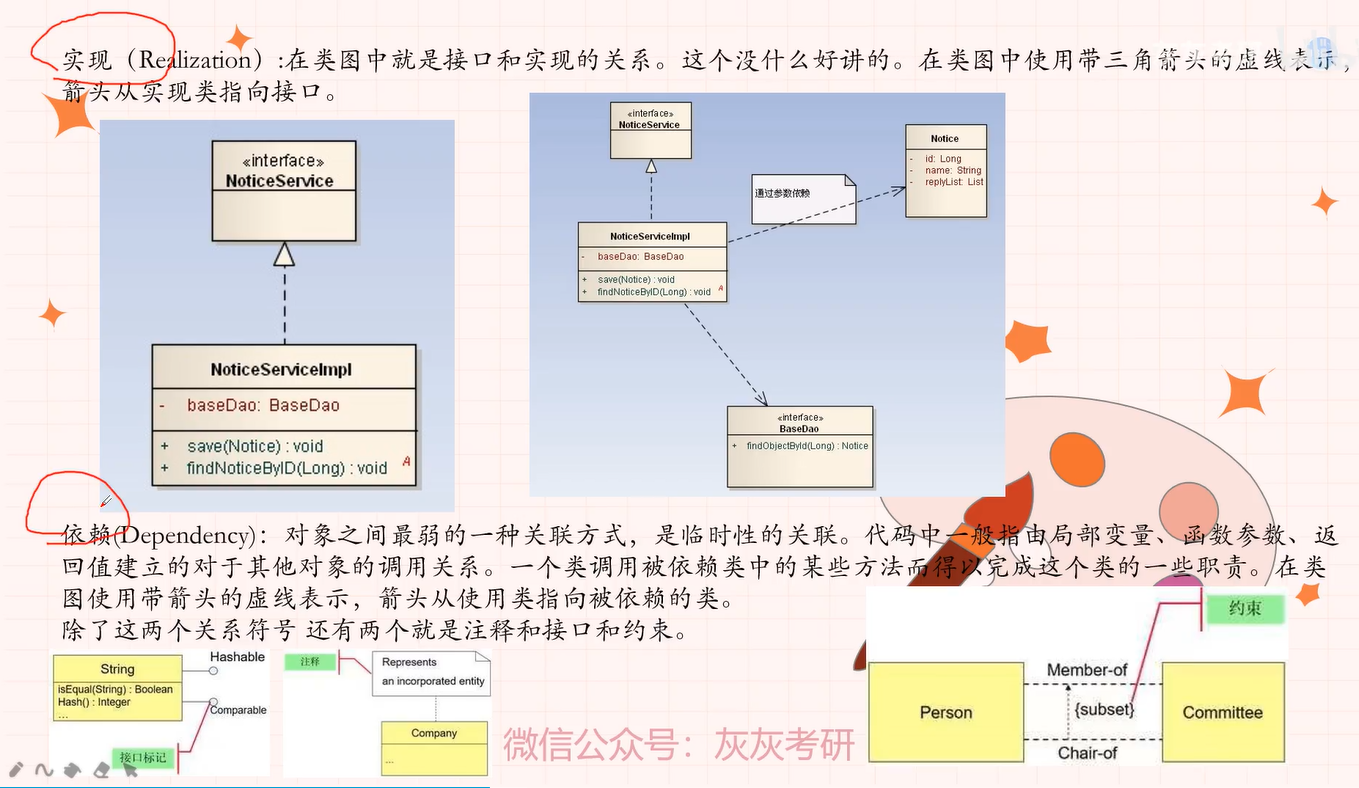 实现（Realization）:在类图中就是接口和实现的关系。这个没什么好讲的。在类图中使用带三角箭头的虚线表示，
箭头从实现类指向接口。
«interface»
NoticeService
NoticeServiceImpl
- baseDao: BaseDao
+ save(Notice) : void
+ findNoticeByID(Long) : void
A
«interface»
NoticeService
Notice
- id: Long
- name: String
- replyList: List
通过参数依赖
NoticeServiceImpl
- baseDao: BaseDao
+ save(Notice) : void
+ findNoticeByID(Long) : void
A
«interface»
BaseDao
+ findObjectById(Long) : Notice
依赖(Dependency)：对象之间最弱的一种关联方式，是临时性的关联。代码中一般指由局部变量、函数参数、返
回值建立的对于其他对象的调用关系。一个类调用被依赖类中的某些方法而得以完成这个类的一些职责。在类
图使用带箭头的虚线表示，箭头从使用类指向被依赖的类。
除了这两个关系符号 还有两个就是注释和接口和约束。
String
isEqual(String) : Boolean
Hash() : Integer
...
Hashable
Comparable
接口标记
注释
Represents
an incorporated entity
Company
...
约束
Person
Member-of
{subset}
Chair-of
Committee
微信公众号：灰灰考研